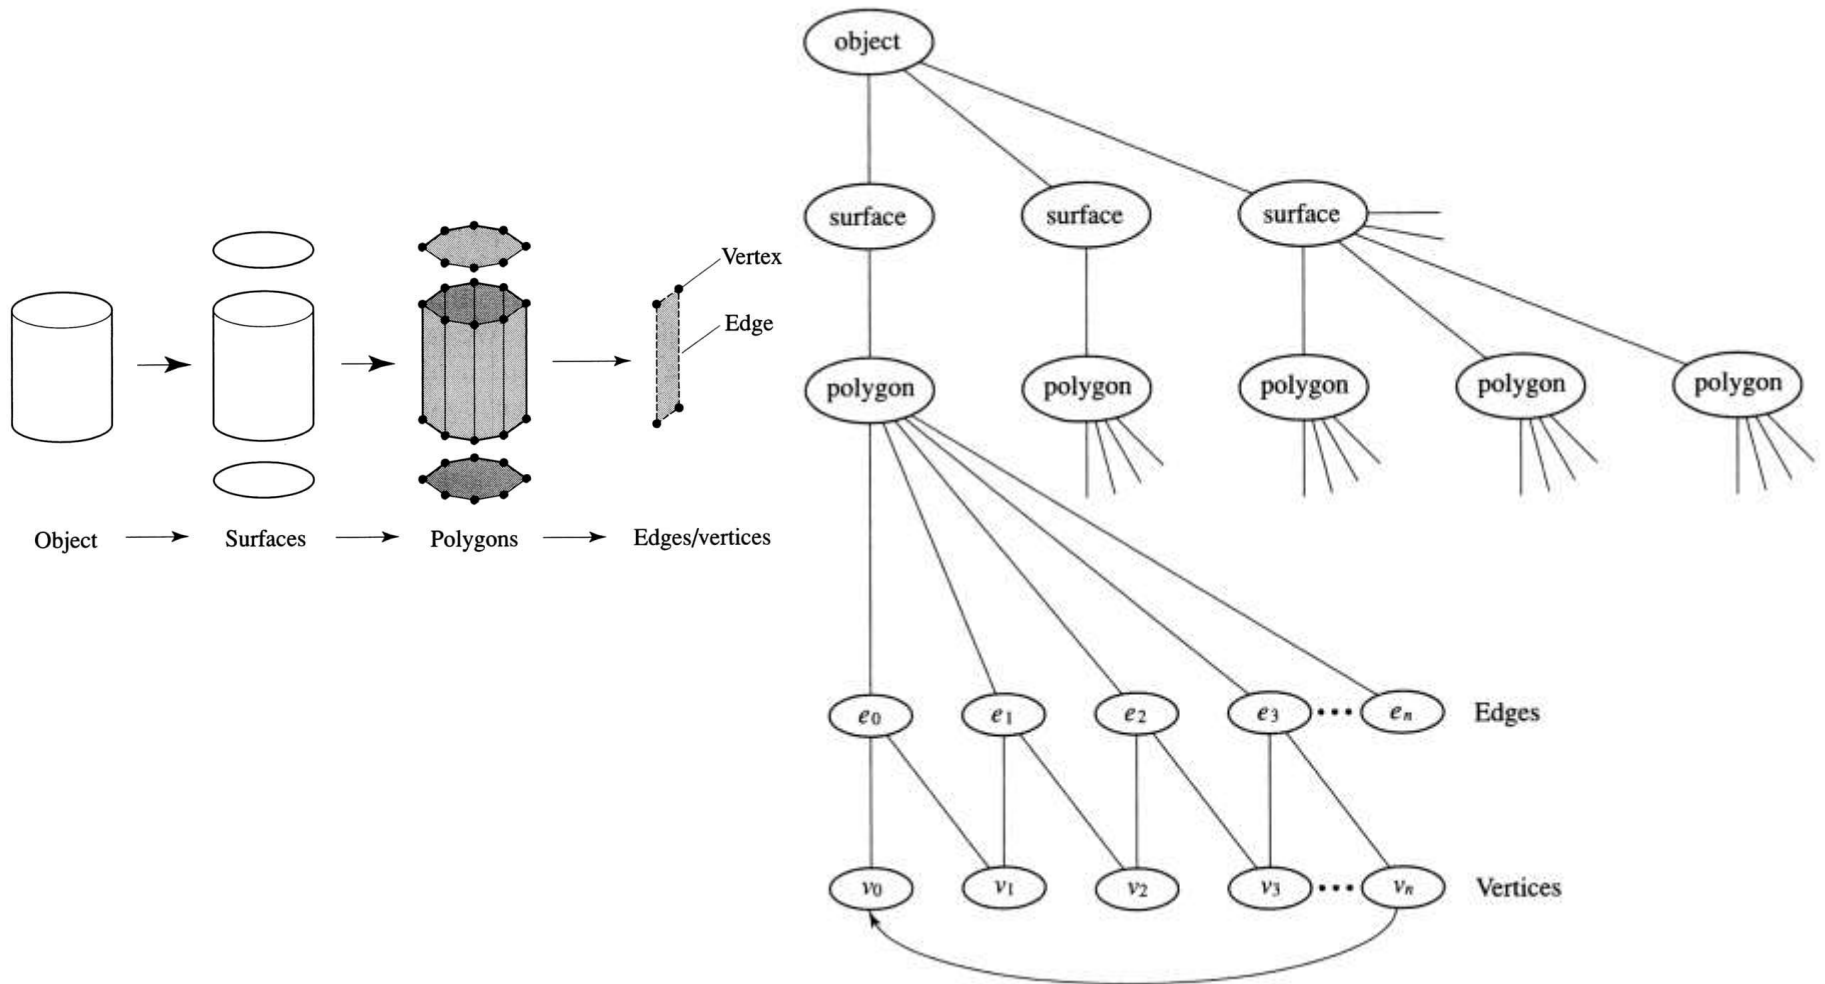 Vertex
Edge
Object
Surfaces
Polygons
Edges/vertices
object
surface
surface
surface
polygon
polygon
polygon
polygon
polygon
e0
e1
e2
e3
•••
en
Edges
v0
v1
v2
v3
•••
vn
Vertices